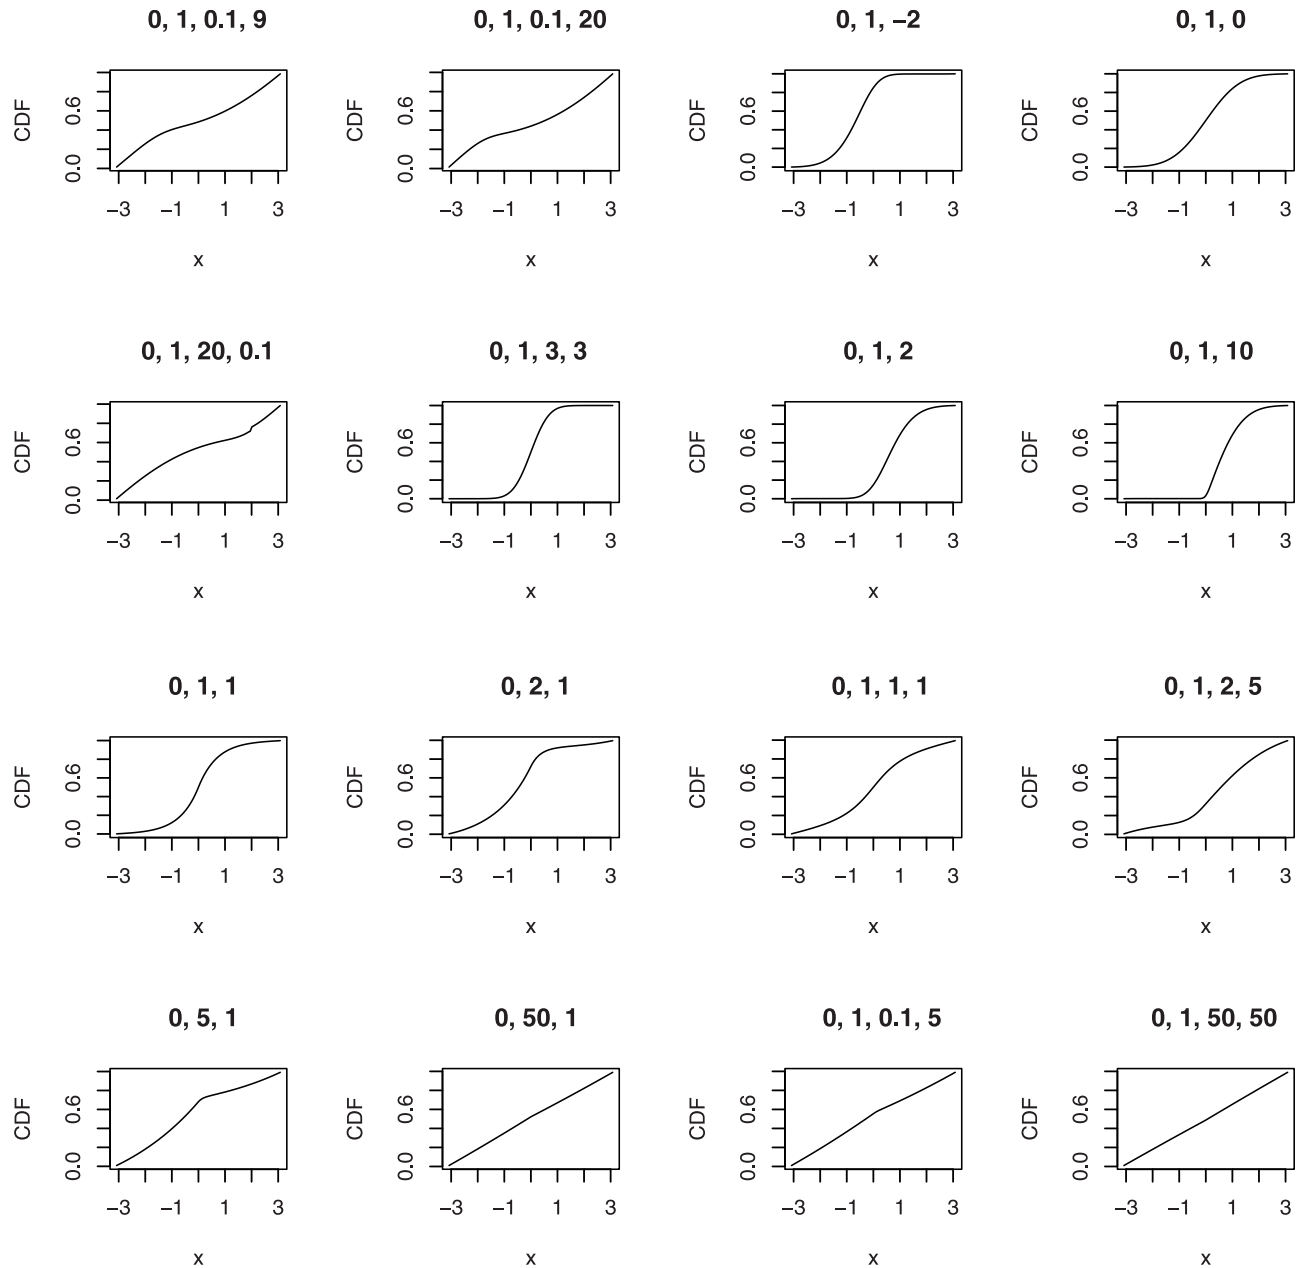 0, 1, 0.1, 9
0, 1, 0.1, 20
0, 1, −2
0, 1, 0
CDF
0.0 0.6
−3 −1 1 3
x
CDF
0.0 0.6
−3 −1 1 3
x
CDF
0.0 0.6
−3 −1 1 3
x
CDF
0.0 0.6
−3 −1 1 3
x
0, 1, 20, 0.1
0, 1, 3, 3
0, 1, 2
0, 1, 10
CDF
0.0 0.6
−3 −1 1 3
x
CDF
0.0 0.6
−3 −1 1 3
x
CDF
0.0 0.6
−3 −1 1 3
x
CDF
0.0 0.6
−3 −1 1 3
x
0, 1, 1
0, 2, 1
0, 1, 1, 1
0, 1, 2, 5
CDF
0.0 0.6
−3 −1 1 3
x
CDF
0.0 0.6
−3 −1 1 3
x
CDF
0.0 0.6
−3 −1 1 3
x
CDF
0.0 0.6
−3 −1 1 3
x
0, 5, 1
0, 50, 1
0, 1, 0.1, 5
0, 1, 50, 50
CDF
0.0 0.6
−3 −1 1 3
x
CDF
0.0 0.6
−3 −1 1 3
x
CDF
0.0 0.6
−3 −1 1 3
x
CDF
0.0 0.6
−3 −1 1 3
x